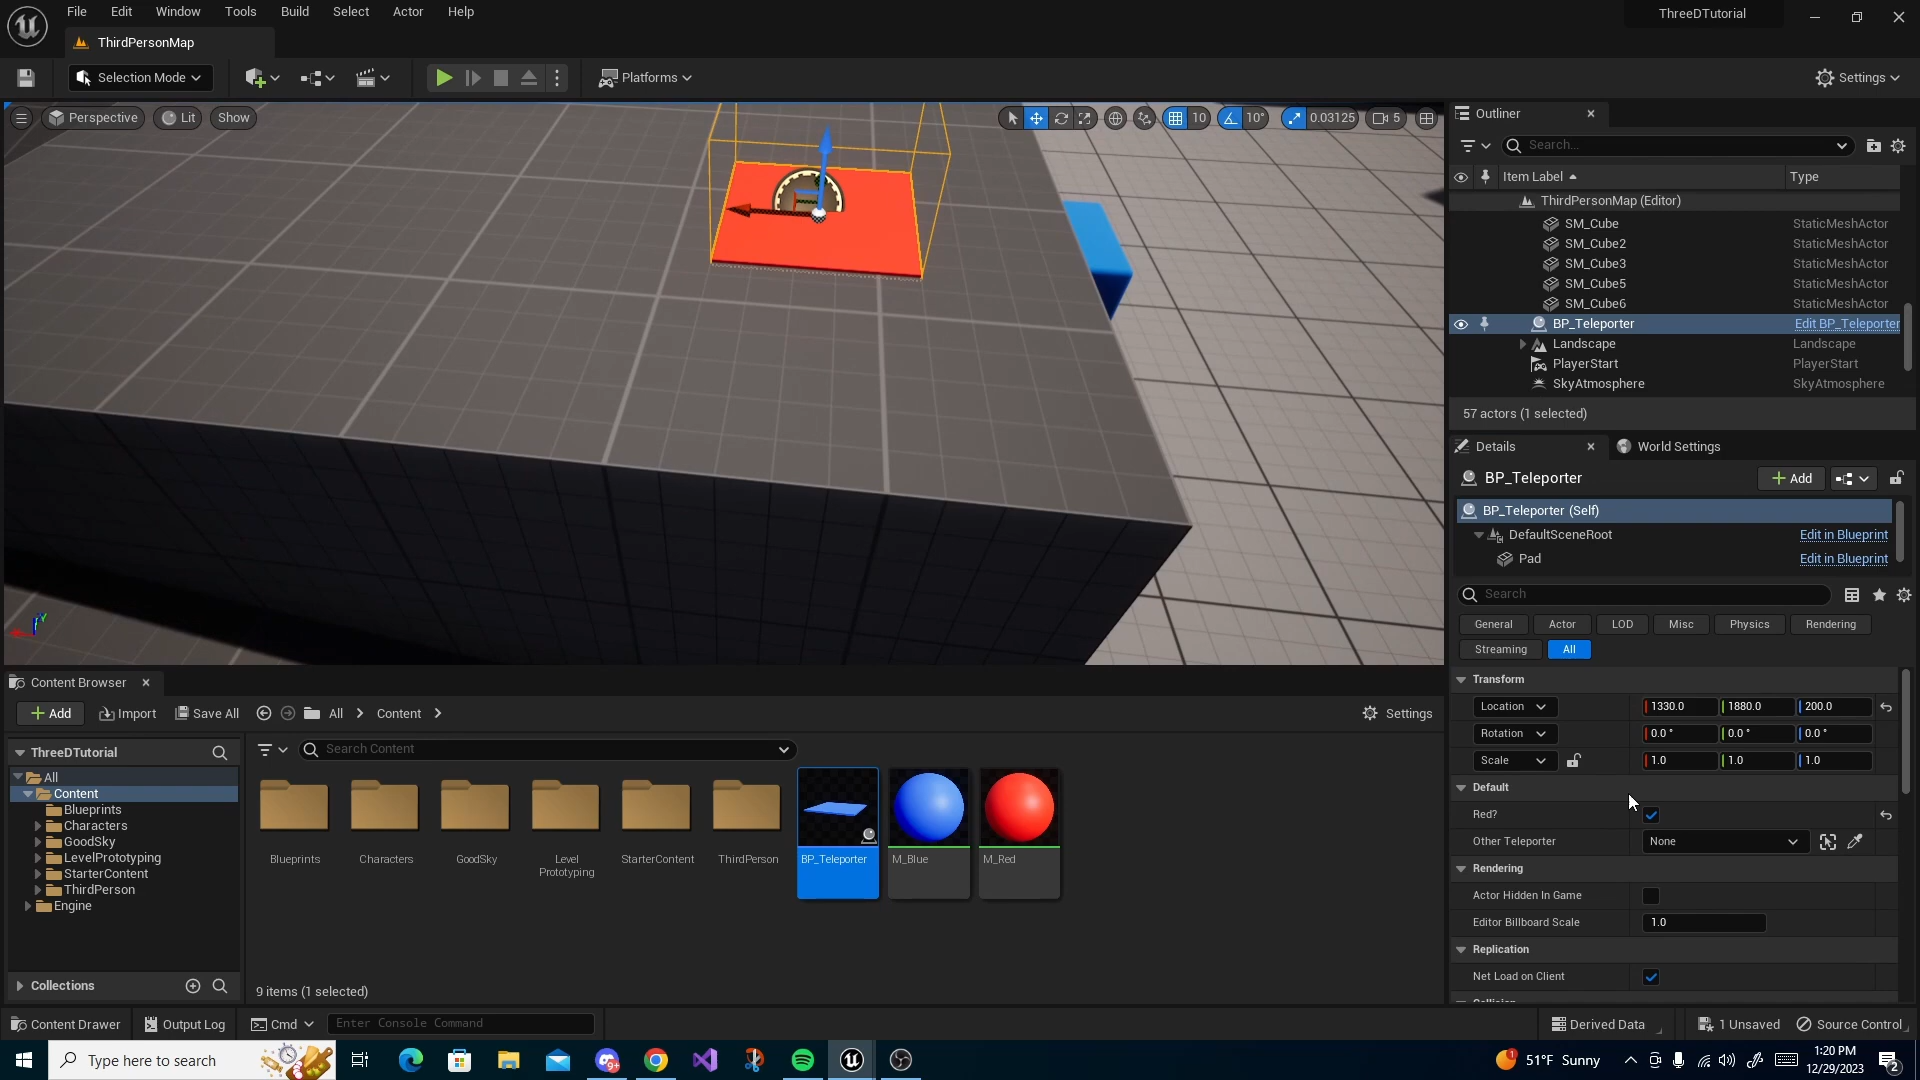 File Edit Window Tools Build Select Actor Help
ThreeDTutorial
ThirdPersonMap
Selection Mode
Platforms
Settings
Perspective Lit Show
10 10° 0.03125 5
Outliner
Search...
Item Label Type
ThirdPersonMap (Editor)
SM_Cube StaticMeshActor
SM_Cube2 StaticMeshActor
SM_Cube3 StaticMeshActor
SM_Cube5 StaticMeshActor
SM_Cube6 StaticMeshActor
BP_Teleporter Edit BP_Teleporter
Landscape Landscape
PlayerStart PlayerStart
SkyAtmosphere SkyAtmosphere
57 actors (1 selected)
Details World Settings
BP_Teleporter Add
BP_Teleporter (Self)
DefaultSceneRoot Edit in Blueprint
Pad Edit in Blueprint
Search
General Actor LOD Misc Physics Rendering
Streaming All
Transform
Location 1330.0 1880.0 200.0
Rotation 0.0 ° 0.0 ° 0.0 °
Scale 1.0 1.0 1.0
Default
Red?
Other Teleporter None
Rendering
Actor Hidden In Game
Editor Billboard Scale 1.0
Replication
Net Load on Client
Collision
Content Browser
Add Import Save All All Content Settings
ThreeDTutorial
Search Content
All
Content
Blueprints
Characters
GoodSky
LevelPrototyping
StarterContent
ThirdPerson
Engine
Collections
Blueprints
Characters
GoodSky
Level
Prototyping
StarterContent
ThirdPerson
BP_Teleporter
M_Blue
M_Red
9 items (1 selected)
Content Drawer Output Log Cmd Enter Console Command
Derived Data 1 Unsaved Source Control
Type here to search
9+
1
51°F Sunny
1:20 PM
12/29/2023
2